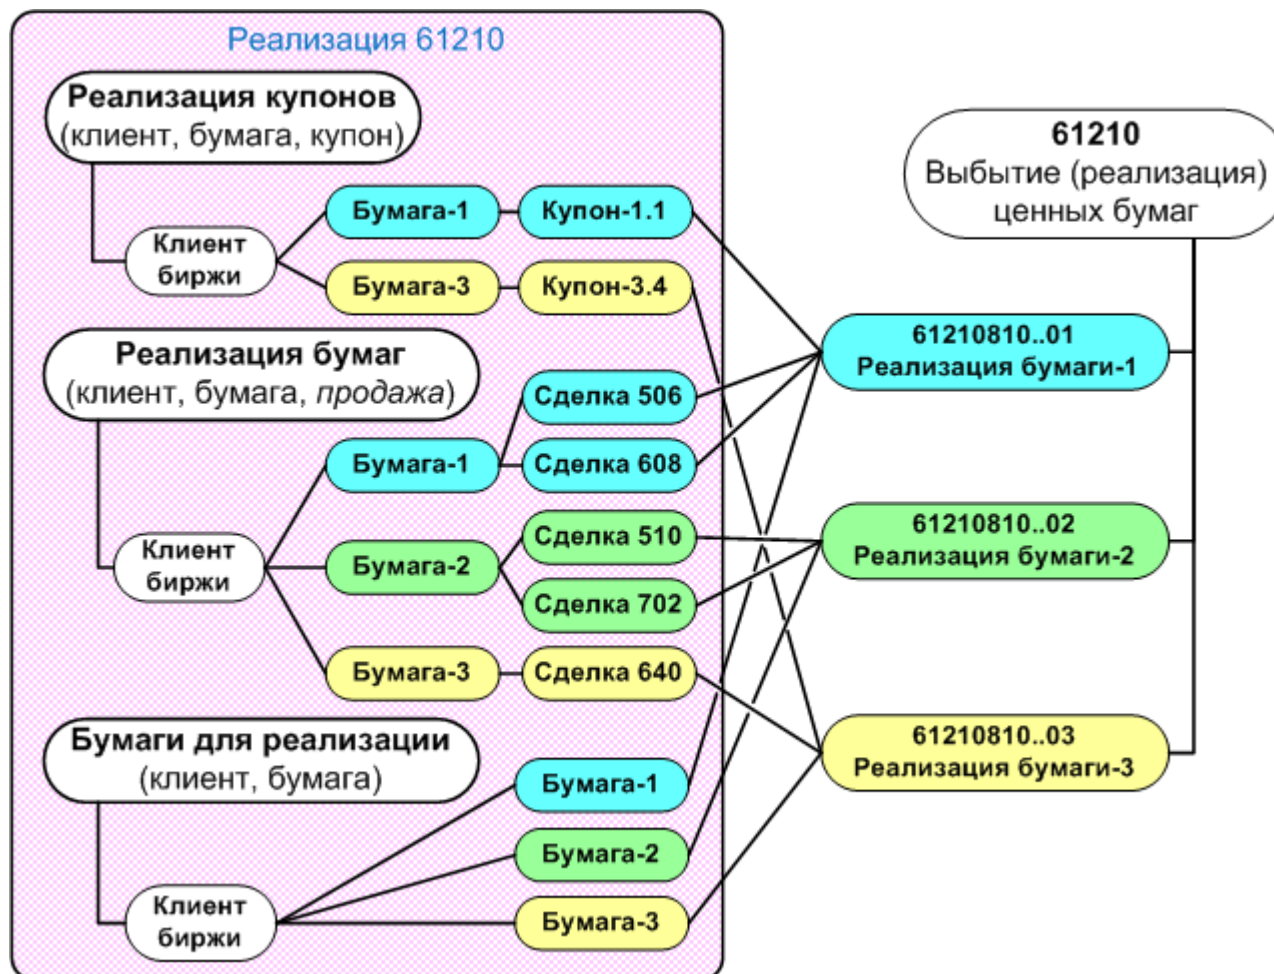 Реализация 61210
Реализация купонов
(клиент, бумага, купон)
Клиент
биржи
Бумага-1
Купон-1.1
Бумага-3
Купон-3.4
Реализация бумаг
(клиент, бумага, продажа)
Клиент
биржи
Бумага-1
Сделка 506
Сделка 608
Бумага-2
Сделка 510
Сделка 702
Бумага-3
Сделка 640
Бумаги для реализации
(клиент, бумага)
Клиент
биржи
Бумага-1
Бумага-2
Бумага-3
61210
Выбытие (реализация)
ценных бумаг
61210810..01
Реализация бумаги-1
61210810..02
Реализация бумаги-2
61210810..03
Реализация бумаги-3